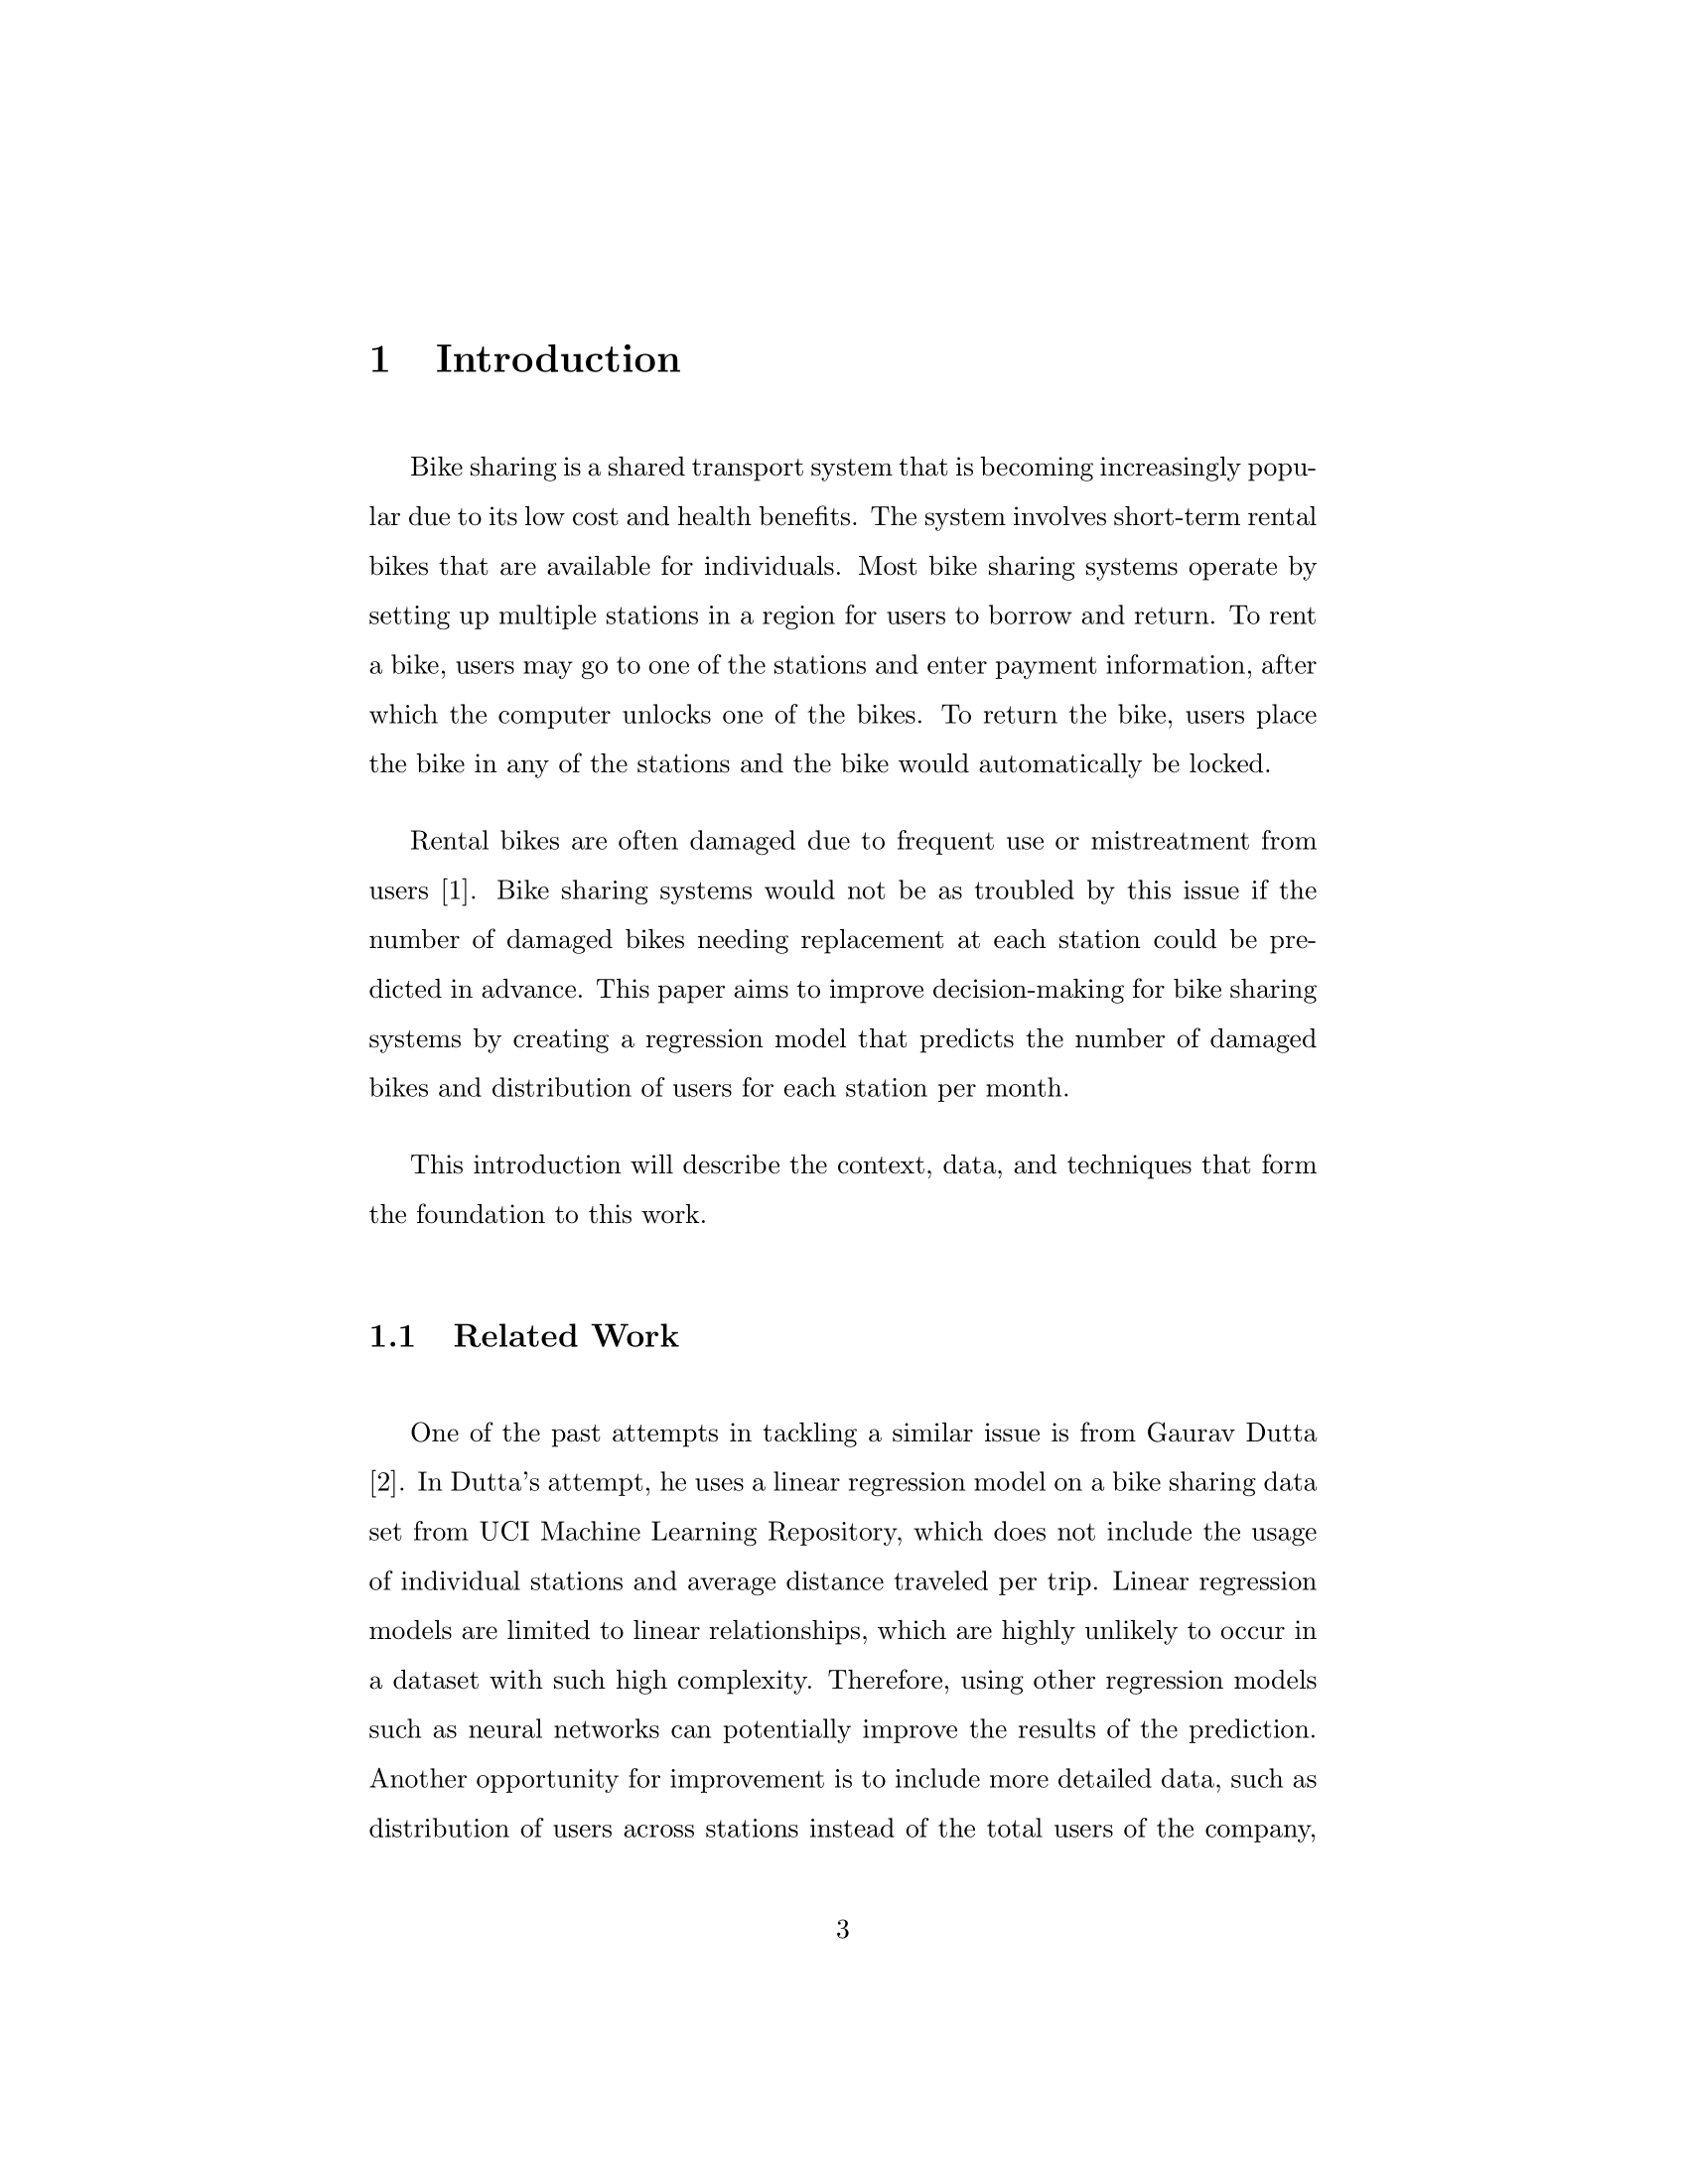 1 Introduction
Bike sharing is a shared transport system that is becoming increasingly popu-
lar due to its low cost and health benefits. The system involves short-term rental
bikes that are available for individuals. Most bike sharing systems operate by
setting up multiple stations in a region for users to borrow and return. To rent
a bike, users may go to one of the stations and enter payment information, after
which the computer unlocks one of the bikes. To return the bike, users place
the bike in any of the stations and the bike would automatically be locked.
Rental bikes are often damaged due to frequent use or mistreatment from
users [1]. Bike sharing systems would not be as troubled by this issue if the
number of damaged bikes needing replacement at each station could be pre-
dicted in advance. This paper aims to improve decision-making for bike sharing
systems by creating a regression model that predicts the number of damaged
bikes and distribution of users for each station per month.
This introduction will describe the context, data, and techniques that form
the foundation to this work.
1.1 Related Work
One of the past attempts in tackling a similar issue is from Gaurav Dutta
[2]. In Dutta's attempt, he uses a linear regression model on a bike sharing data
set from UCI Machine Learning Repository, which does not include the usage
of individual stations and average distance traveled per trip. Linear regression
models are limited to linear relationships, which are highly unlikely to occur in
a dataset with such high complexity. Therefore, using other regression models
such as neural networks can potentially improve the results of the prediction.
Another opportunity for improvement is to include more detailed data, such as
distribution of users across stations instead of the total users of the company,
3